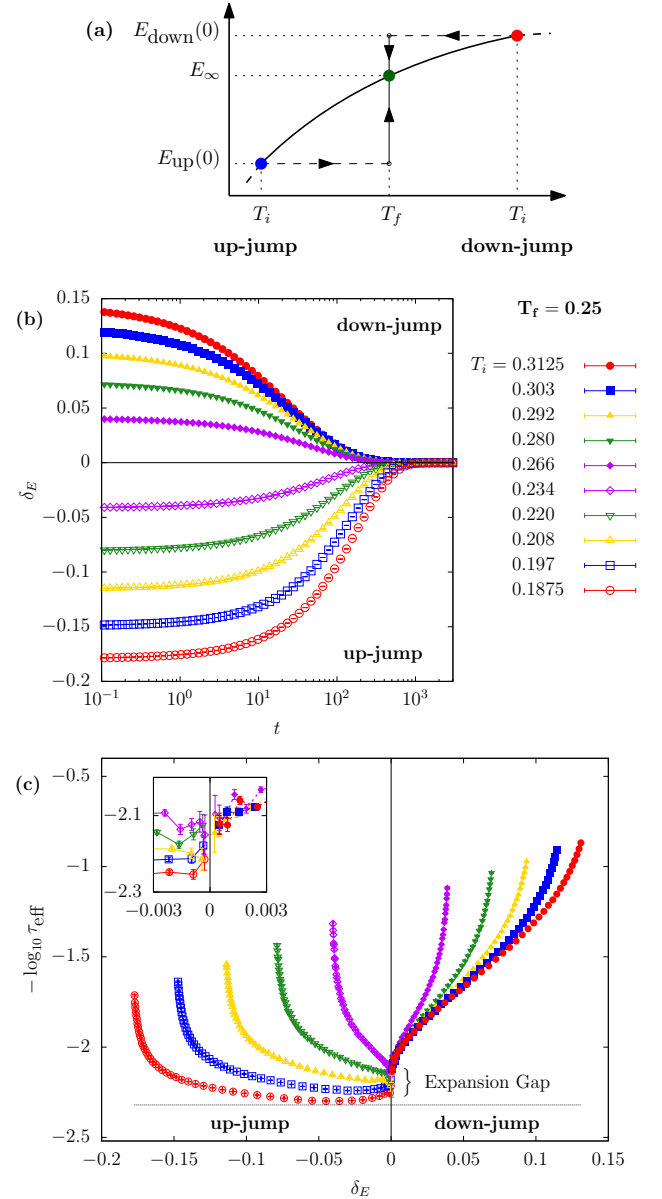 (a)
E_down(0)
E_∞
E_up(0)
T_i
T_f
T_i
up-jump
down-jump
(b)
0.15
0.1
0.05
0
−0.05
−0.1
−0.15
−0.2
δ_E
down-jump
up-jump
10^−1
10^0
10^1
10^2
10^3
t
T_f = 0.25
T_i = 0.3125
0.303
0.292
0.280
0.266
0.234
0.220
0.208
0.197
0.1875
(c)
−0.5
−1
−1.5
−2
−2.5
− log_10 τ_eff
−2.1
−2.3
−0.003
0
0.003
Expansion Gap
up-jump
down-jump
−0.2
−0.15
−0.1
−0.05
0
0.05
0.1
0.15
δ_E